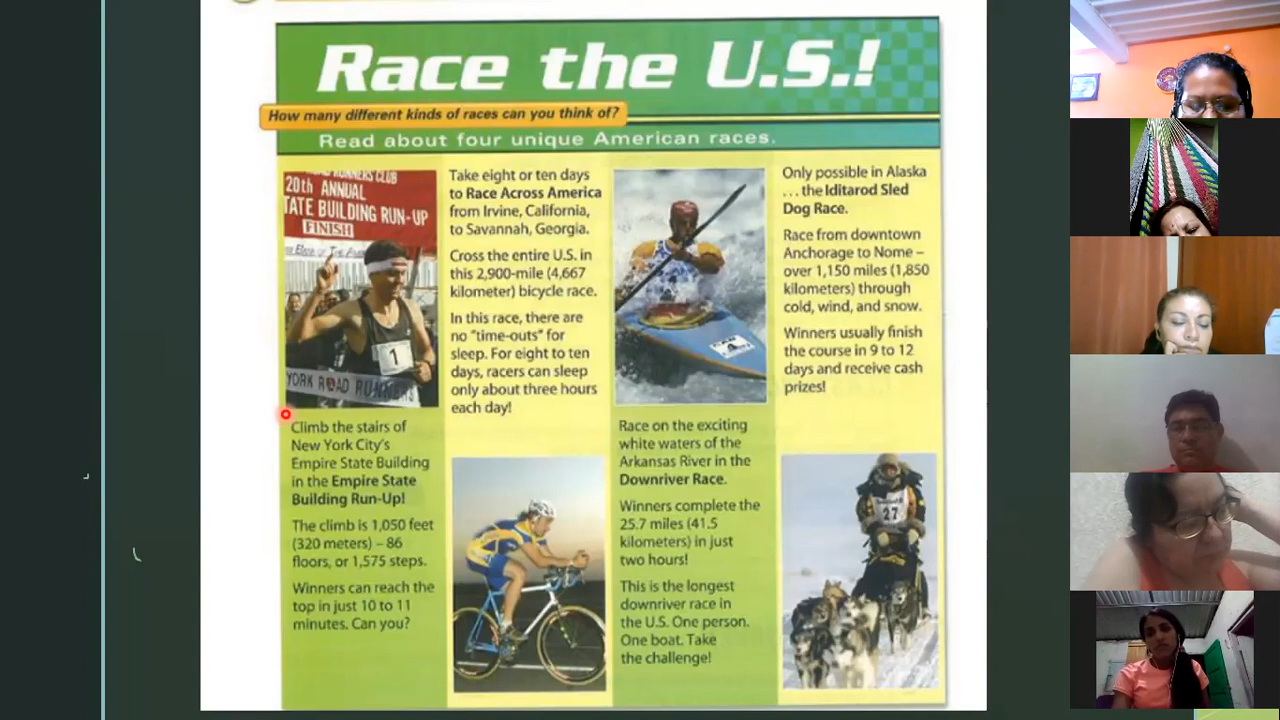 Race the U.S.!
How many different kinds of races can you think of?
Read about four unique American races.
20th ANNUAL
TATE BUILDING RUN-UP
FINISH
1
YORK ROAD RUNNERS
Climb the stairs of
New York City's
Empire State Building
in the Empire State
Building Run-Up!
The climb is 1,050 feet
(320 meters) – 86
floors, or 1,575 steps.
Winners can reach the
top in just 10 to 11
minutes. Can you?
Take eight or ten days
to Race Across America
from Irvine, California,
to Savannah, Georgia.
Cross the entire U.S. in
this 2,900-mile (4,667
kilometer) bicycle race.
In this race, there are
no "time-outs" for
sleep. For eight to ten
days, racers can sleep
only about three hours
each day!
Race on the exciting
white waters of the
Arkansas River in the
Downriver Race.
Winners complete the
25.7 miles (41.5
kilometers) in just
two hours!
This is the longest
downriver race in
the U.S. One person.
One boat. Take
the challenge!
Only possible in Alaska
. . . the Iditarod Sled
Dog Race.
Race from downtown
Anchorage to Nome –
over 1,150 miles (1,850
kilometers) through
cold, wind, and snow.
Winners usually finish
the course in 9 to 12
days and receive cash
prizes!
27